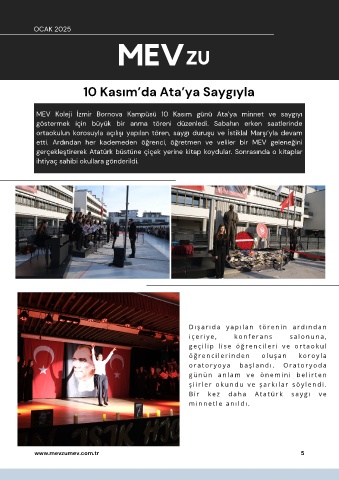 OCAK 2025
MEVZU
10 Kasım’da Ata’ya Saygıyla
MEV Koleji İzmir Bornova Kampüsü 10 Kasım günü Ata’ya minnet ve saygıyı
göstermek için büyük bir anma töreni düzenledi. Sabahın erken saatlerinde
ortaokulun korosuyla açılışı yapılan tören, saygı duruşu ve İstiklal Marşı’yla devam
etti. Ardından her kademeden öğrenci, öğretmen ve veliler bir MEV geleneğini
gerçekleştirerek Atatürk büstüne çiçek yerine kitap koydular. Sonrasında o kitaplar
ihtiyaç sahibi okullara gönderildi.
Dışarıda yapılan törenin ardından
içeriye, konferans salonuna,
geçilip lise öğrencileri ve ortaokul
öğrencilerinden oluşan koroyla
oratoryoya başlandı. Oratoryoda
günün anlam ve önemini belirten
şiirler okundu ve şarkılar söylendi.
Bir kez daha Atatürk saygı ve
minnetle anıldı.
www.mevzumev.com.tr 5